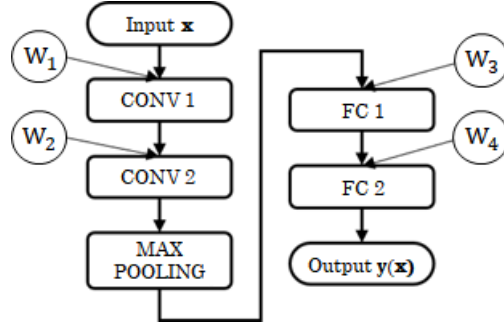 Input x
W1
CONV 1
W2
CONV 2
MAX
POOLING
W3
FC 1
W4
FC 2
Output y(x)